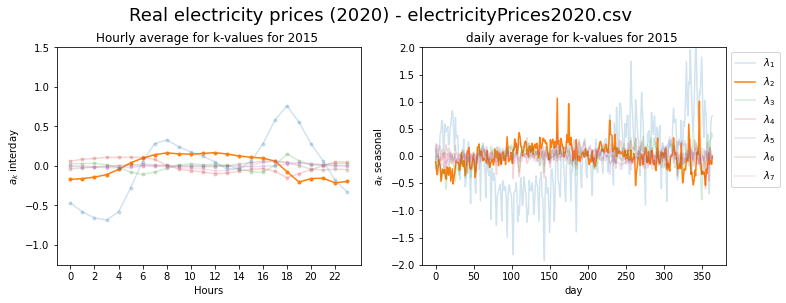 Real electricity prices (2020) - electricityPrices2020.csv
Hourly average for k-values for 2015
a_k interday
1.5
1.0
0.5
0.0
−0.5
−1.0
0 2 4 6 8 10 12 14 16 18 20 22
Hours
daily average for k-values for 2015
a_k seasonal
2.0
1.5
1.0
0.5
0.0
−0.5
−1.0
−1.5
−2.0
0 50 100 150 200 250 300 350
day
λ₁
λ₂
λ₃
λ₄
λ₅
λ₆
λ₇